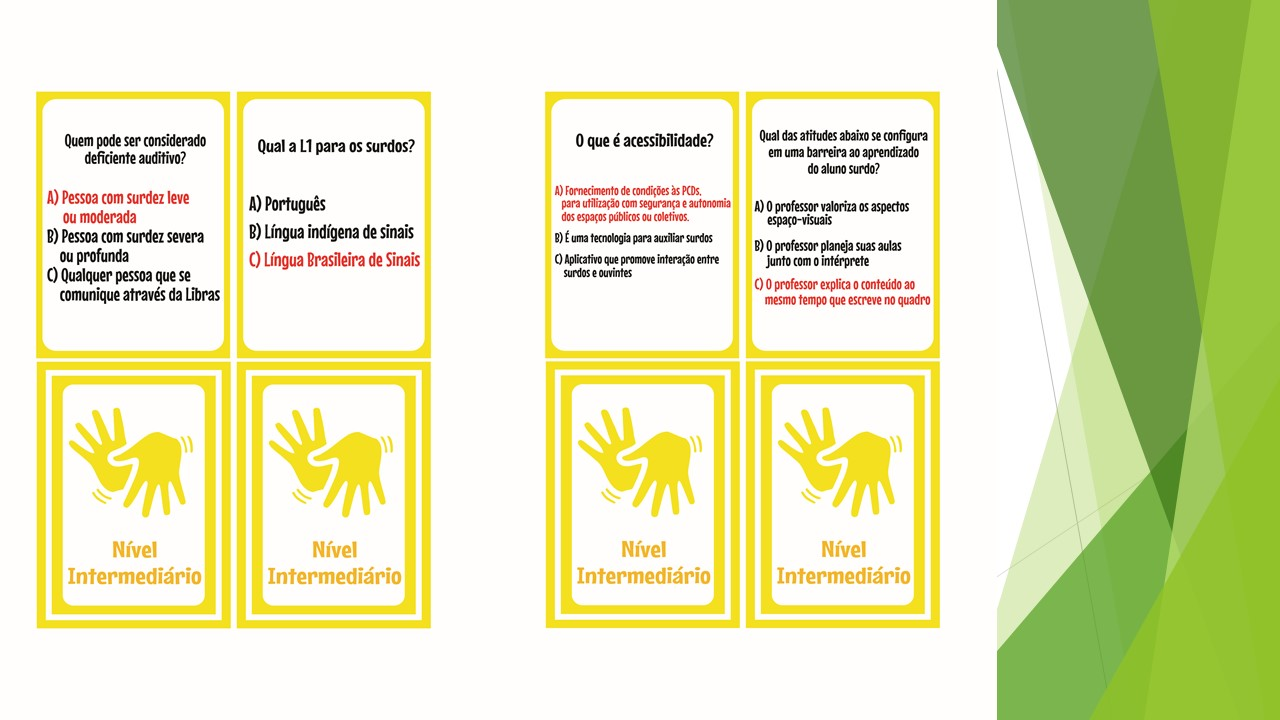 Quem pode ser considerado
deficiente auditivo?
A) Pessoa com surdez leve
ou moderada
B) Pessoa com surdez severa
ou profunda
C) Qualquer pessoa que se
comunique através da Libras
Qual a L1 para os surdos?
A) Português
B) Língua indígena de sinais
C) Língua Brasileira de Sinais
O que é acessibilidade?
A) Fornecimento de condições às PCDs,
para utilização com segurança e autonomia
dos espaços públicos ou coletivos.
B) É uma tecnologia para auxiliar surdos
C) Aplicativo que promove interação entre
surdos e ouvintes
Qual das atitudes abaixo se configura
em uma barreira ao aprendizado
do aluno surdo?
A) O professor valoriza os aspectos
espaço-visuais
B) O professor planeja suas aulas
junto com o intérprete
C) O professor explica o conteúdo ao
mesmo tempo que escreve no quadro
Nível
Intermediário
Nível
Intermediário
Nível
Intermediário
Nível
Intermediário